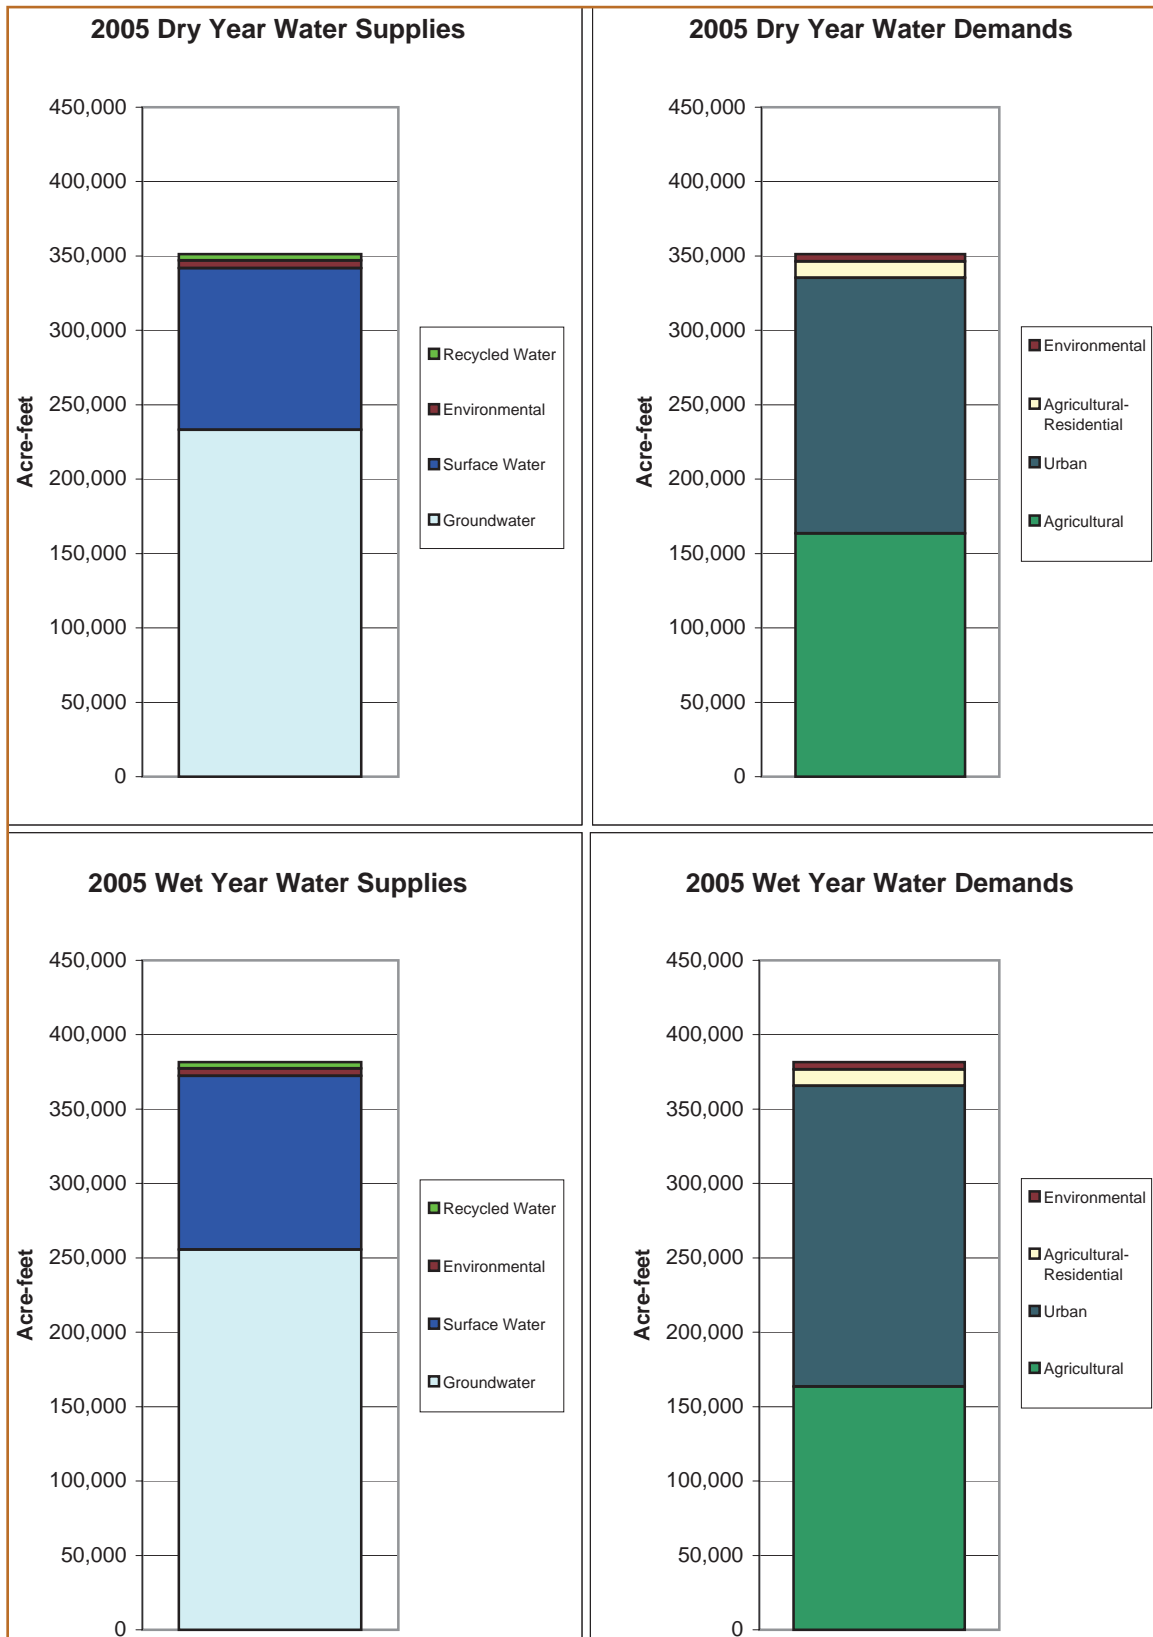 2005 Dry Year Water Supplies
450,000
400,000
350,000
300,000
250,000
200,000
150,000
100,000
50,000
0
Acre-feet
Recycled Water
Environmental
Surface Water
Groundwater
2005 Dry Year Water Demands
450,000
400,000
350,000
300,000
250,000
200,000
150,000
100,000
50,000
0
Acre-feet
Environmental
Agricultural-
Residential
Urban
Agricultural
2005 Wet Year Water Supplies
450,000
400,000
350,000
300,000
250,000
200,000
150,000
100,000
50,000
0
Acre-feet
Recycled Water
Environmental
Surface Water
Groundwater
2005 Wet Year Water Demands
450,000
400,000
350,000
300,000
250,000
200,000
150,000
100,000
50,000
0
Acre-feet
Environmental
Agricultural-
Residential
Urban
Agricultural